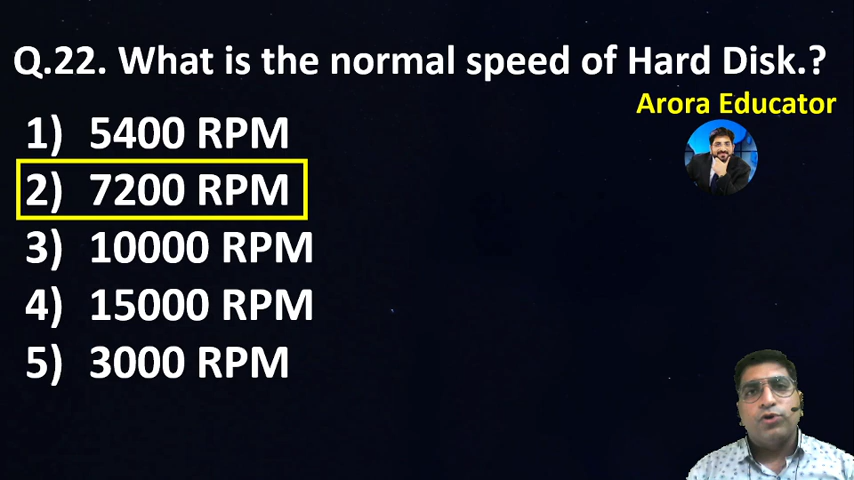 Q.22. What is the normal speed of Hard Disk.?
Arora Educator
1) 5400 RPM
2) 7200 RPM
3) 10000 RPM
4) 15000 RPM
5) 3000 RPM